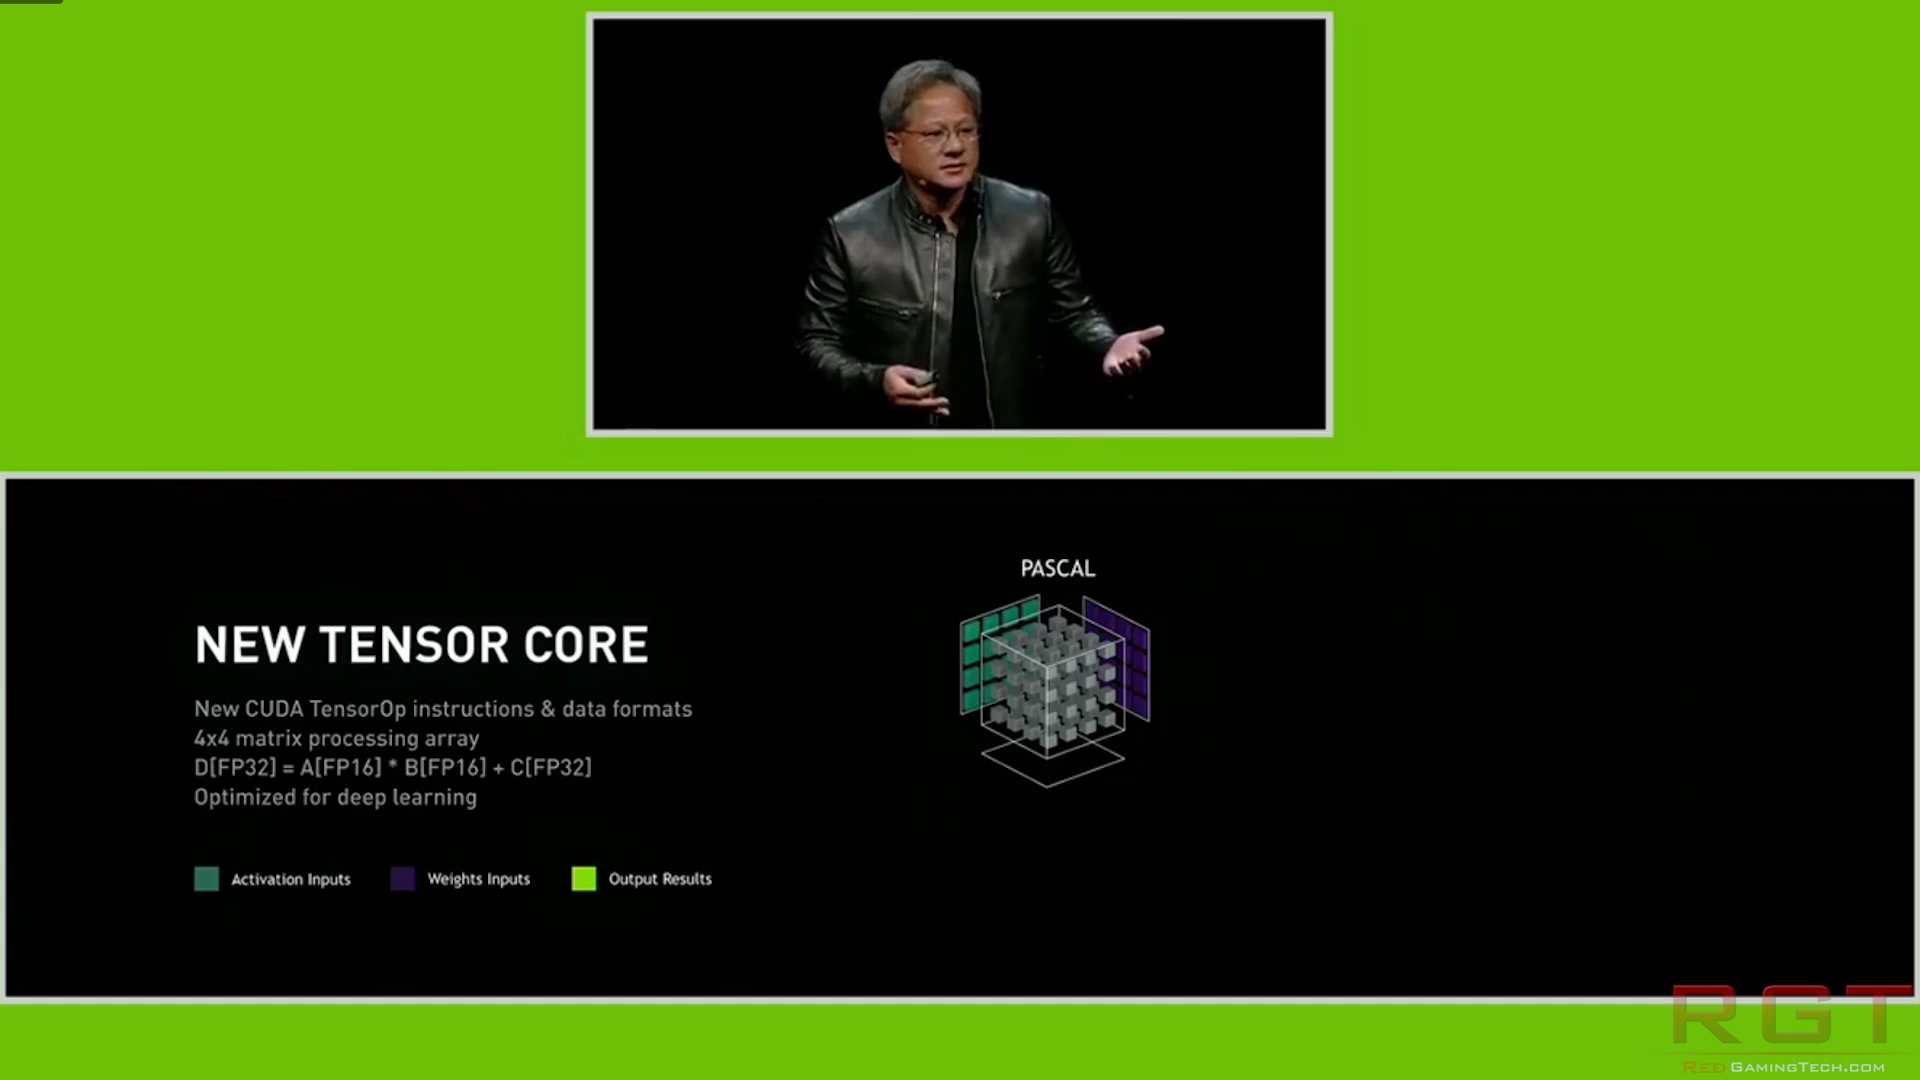 PASCAL
NEW TENSOR CORE
New CUDA TensorOp instructions & data formats
4x4 matrix processing array
D[FP32] = A[FP16] * B[FP16] + C[FP32]
Optimized for deep learning
Activation Inputs
Weights Inputs
Output Results
RGT
REDGAMINGTECH.COM